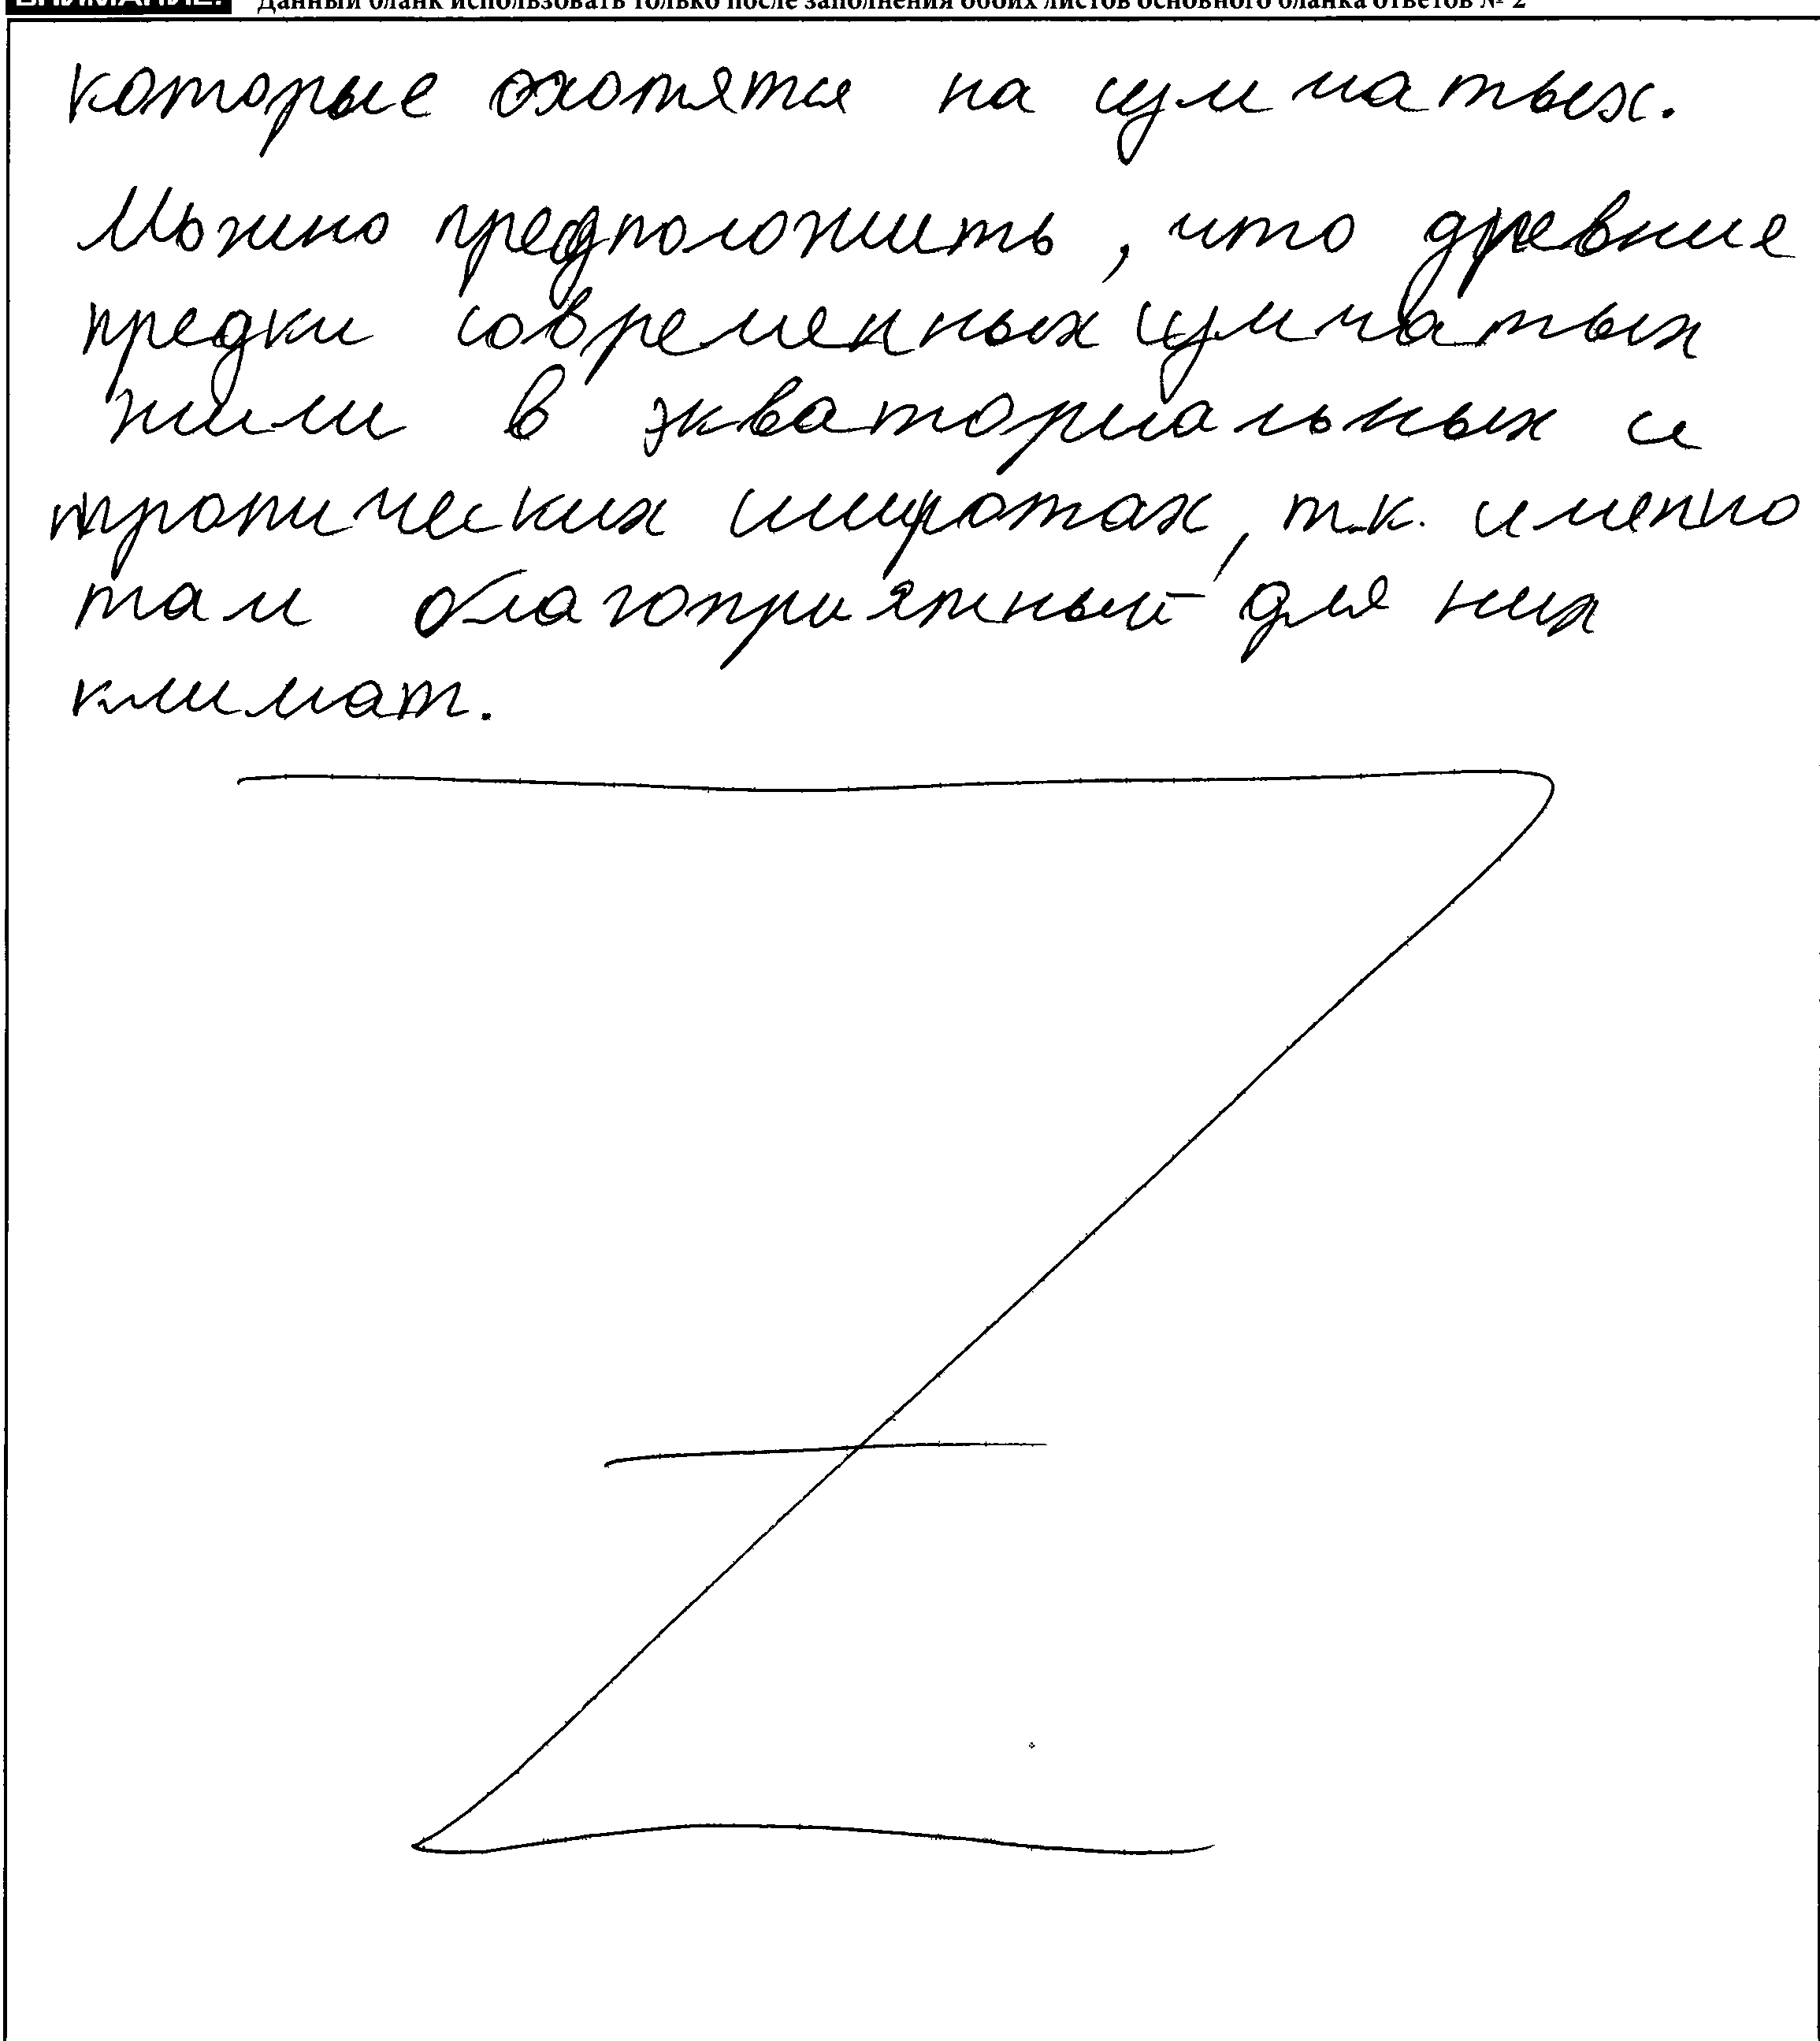 ВНИМАНИЕ! Данный бланк использовать только после заполнения обоих листов основного бланка ответов № 2
которые охотятся на сумчатых.
Можно предположить, что древние
предки современных сумчатых
жили в экваториальных и
тропических широтах, т.к. именно
там благоприятный для них
климат.